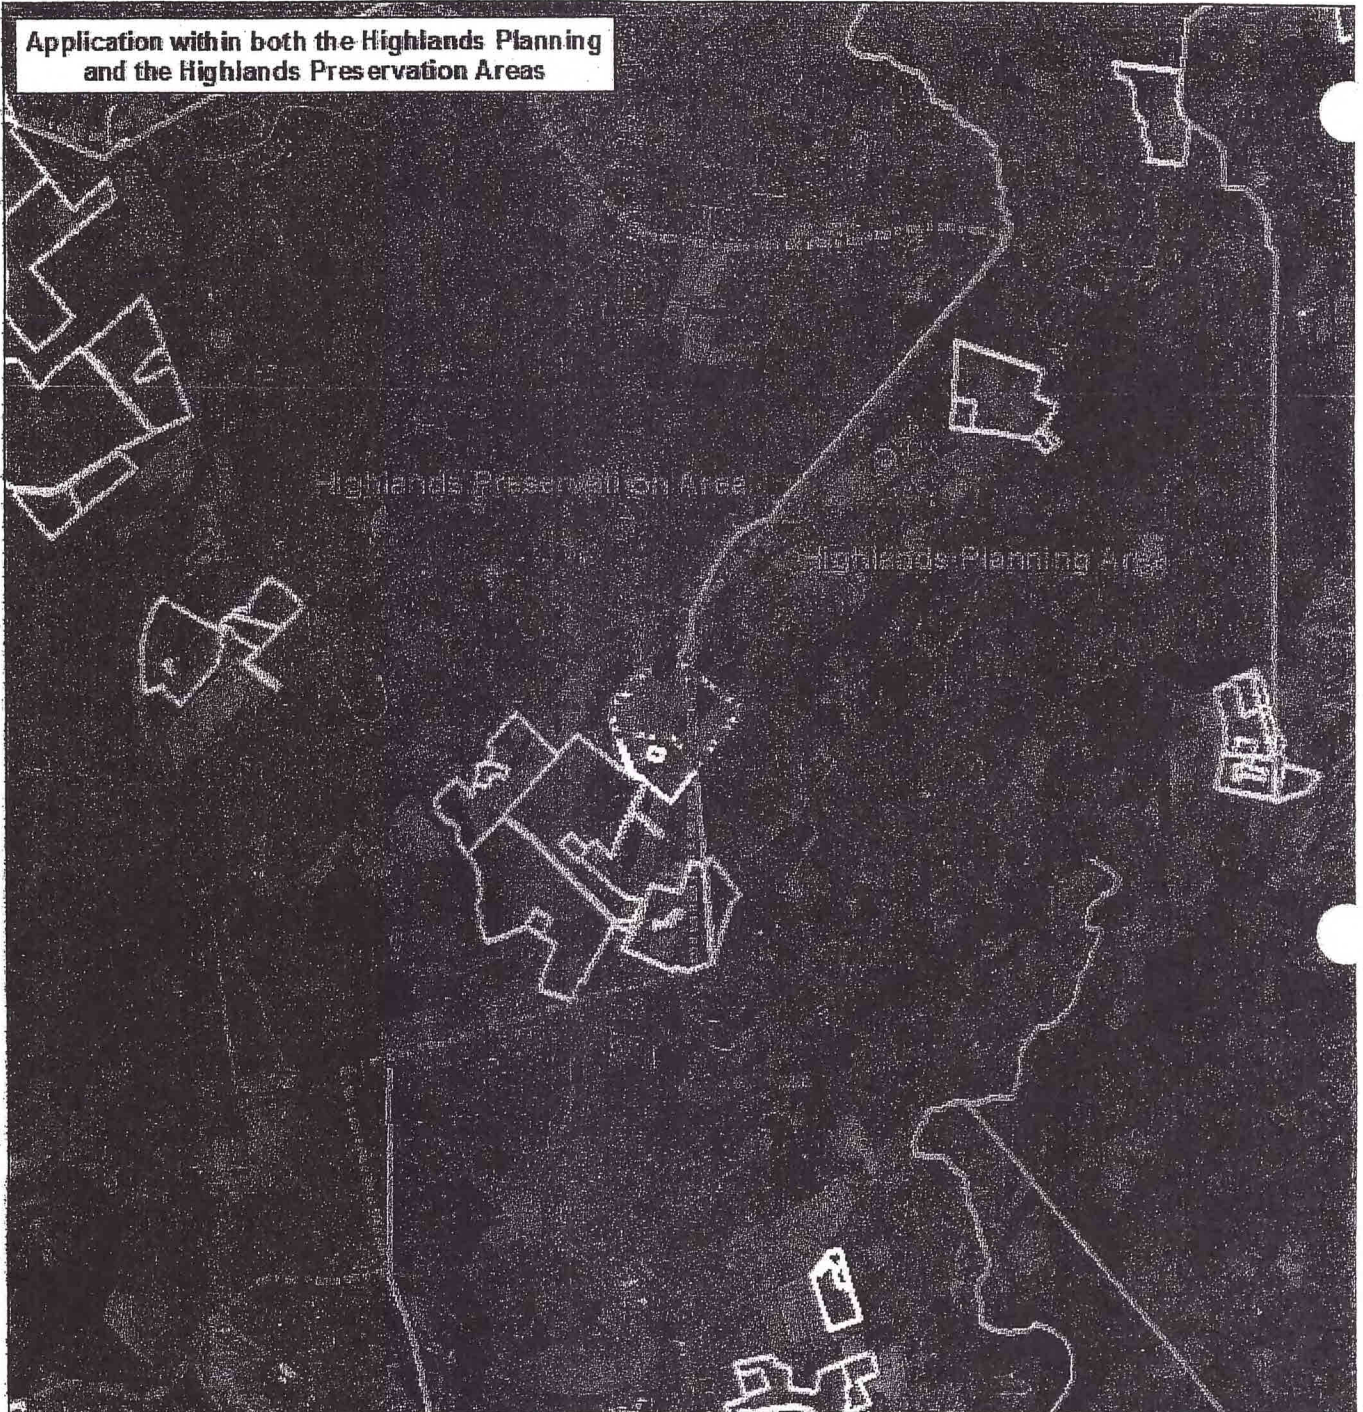 Application within both the Highlands Planning
and the Highlands Preservation Areas
Highlands Preservation Area
Highlands Planning Area